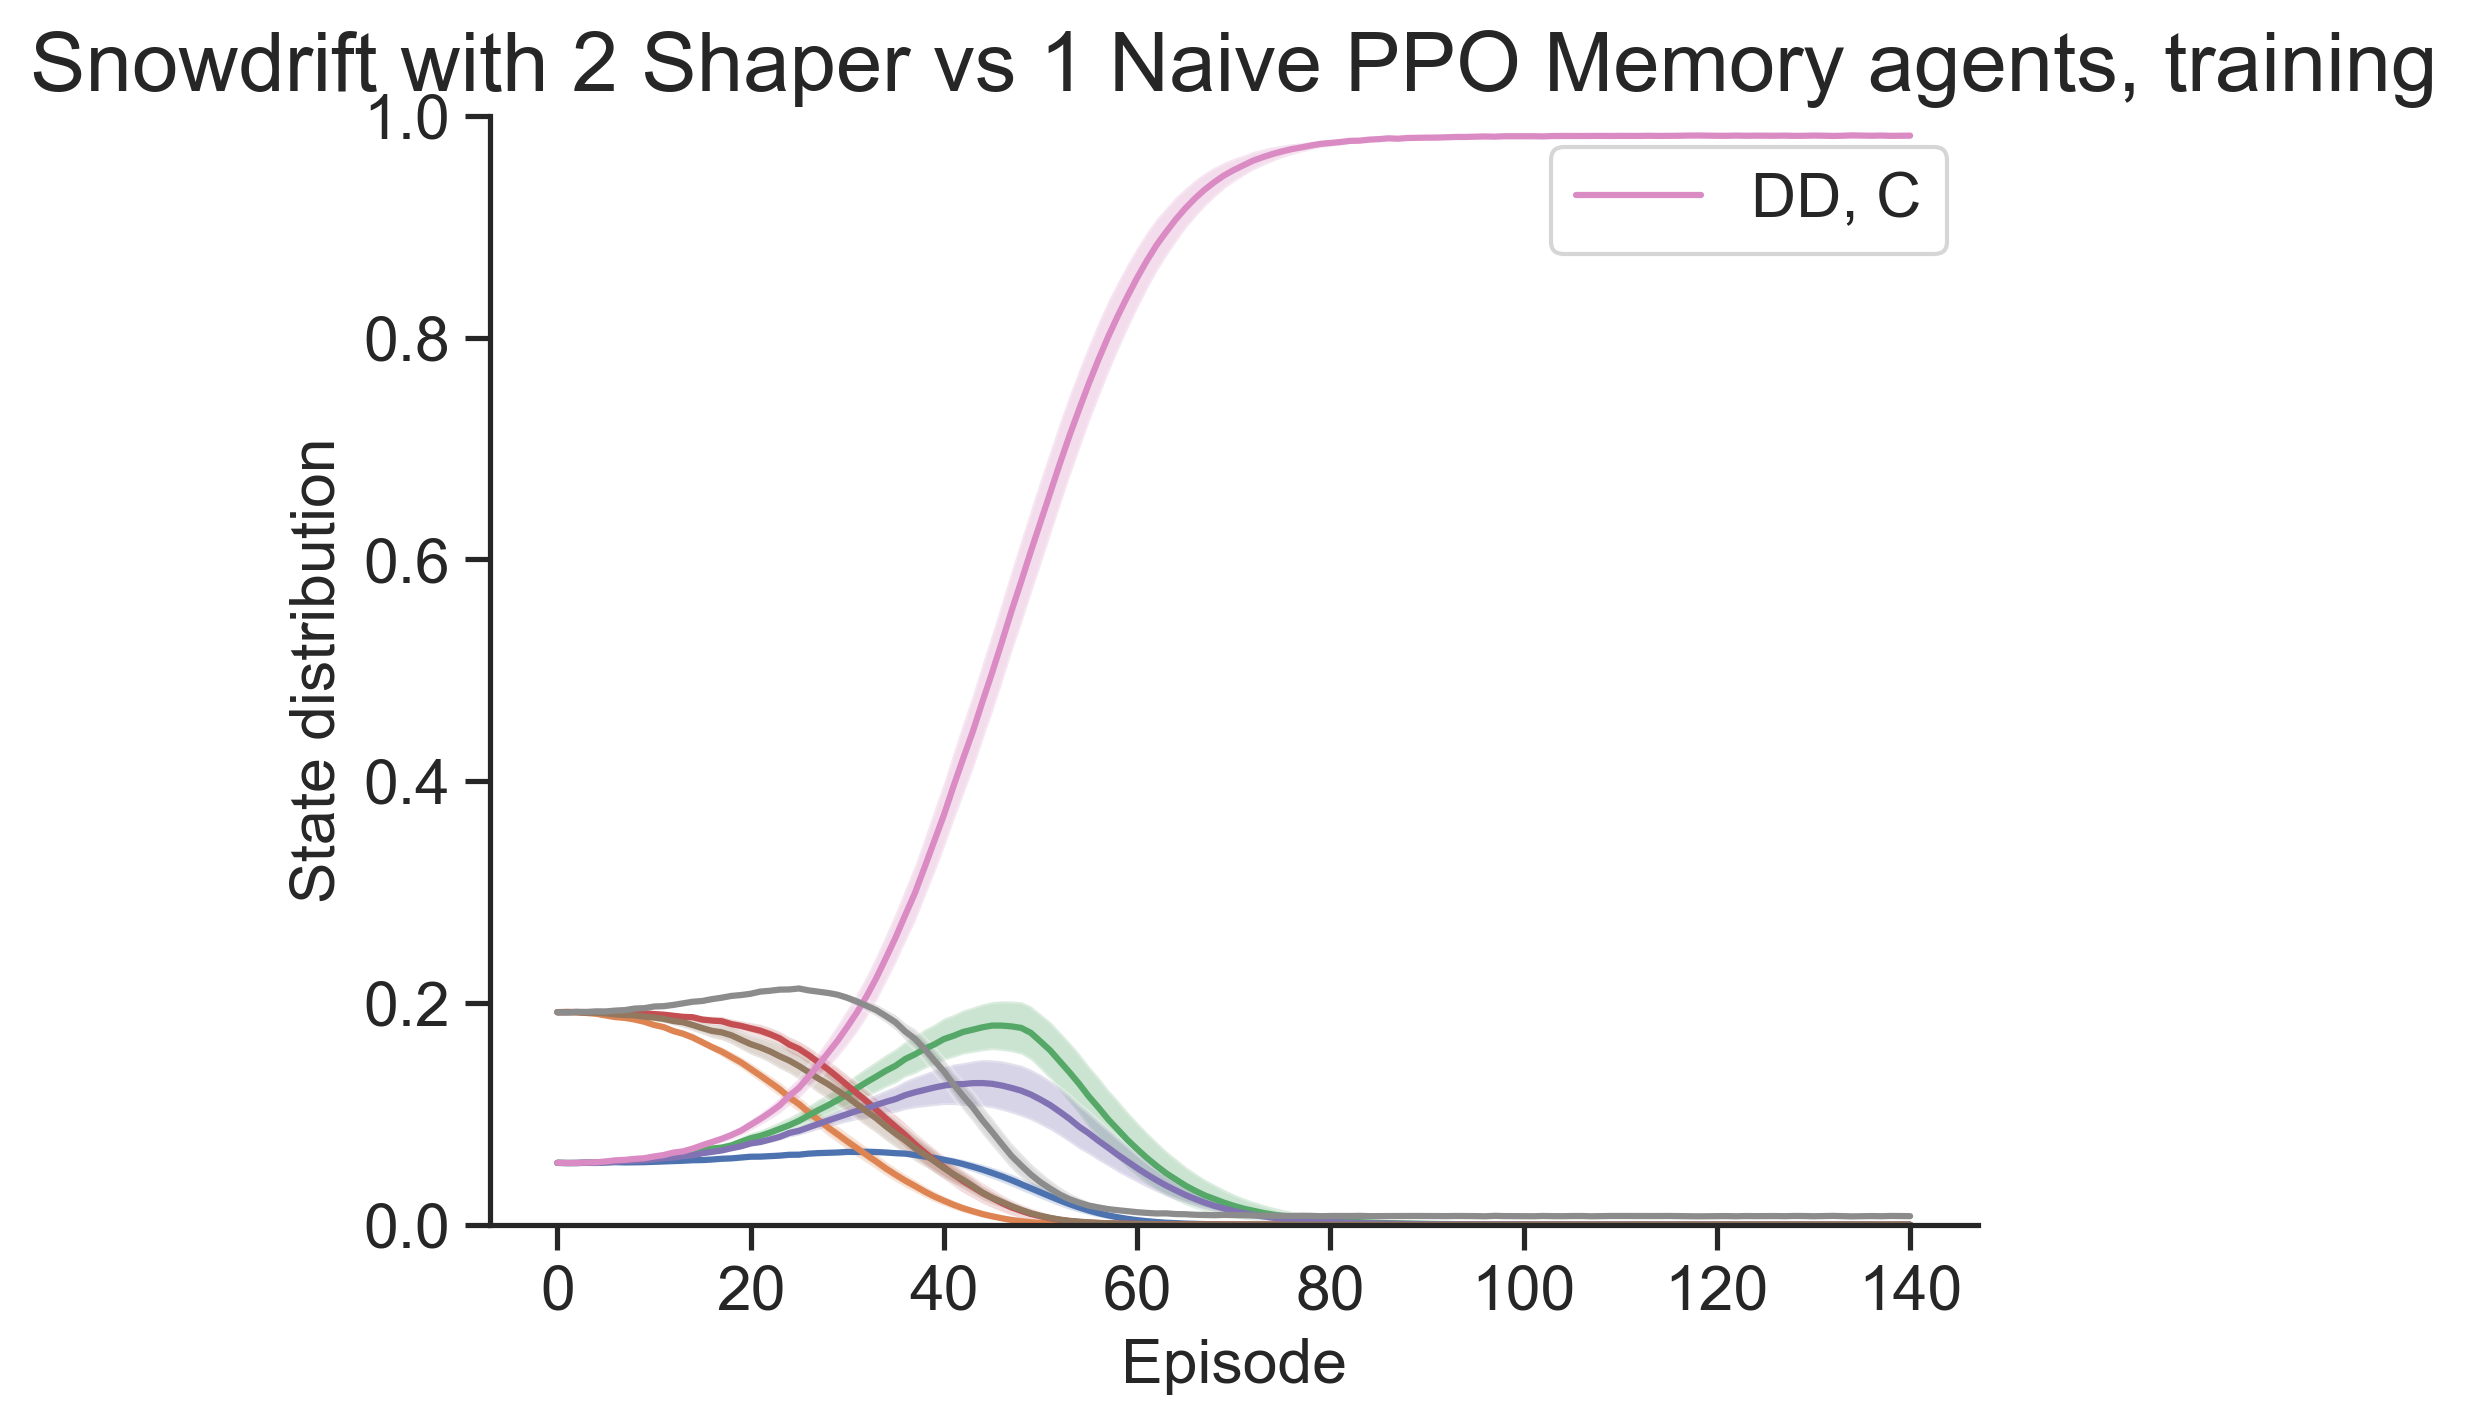 Snowdrift with 2 Shaper vs 1 Naive PPO Memory agents, training
1.0
0.8
0.6
0.4
0.2
0.0
State distribution
DD, C
0 20 40 60 80 100 120 140
Episode